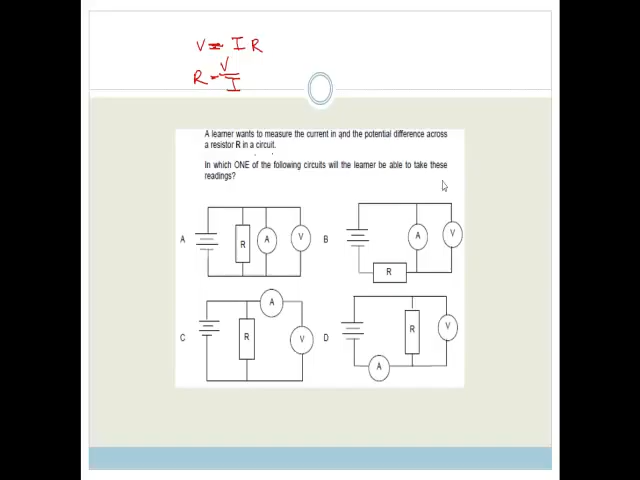 V = I R
R = V/I
A learner wants to measure the current in and the potential difference across
a resistor R in a circuit.
In which ONE of the following circuits will the learner be able to take these
readings?
A
R
A
V
B
A
V
R
C
A
R
V
D
R
V
A